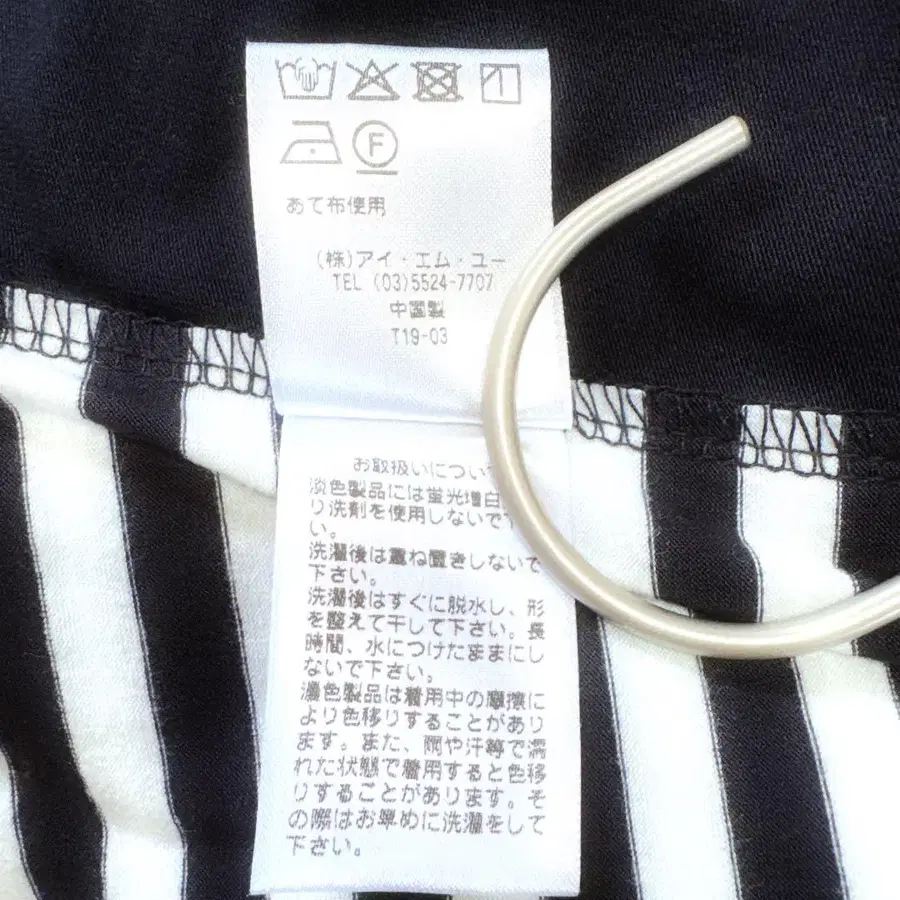 F
あて布使用
(株)アイ・エム・ユー
TEL (03)5524-7707
中国製
T19-03
お取扱いについ
淡色製品には蛍光増白
り洗剤を使用しないで
い。
洗濯後は重ね置きしないで
下さい。
洗濯後はすぐに脱水し、形
を整えて干して下さい。長
時間、水につけたままにし
ないで下さい。
濃色製品は着用中の摩擦に
より色移りすることがあり
ます。また、雨や汗等で濡
れた状態で着用すると色移
りすることがあります。そ
の際はお早めに洗濯をして
下さい。